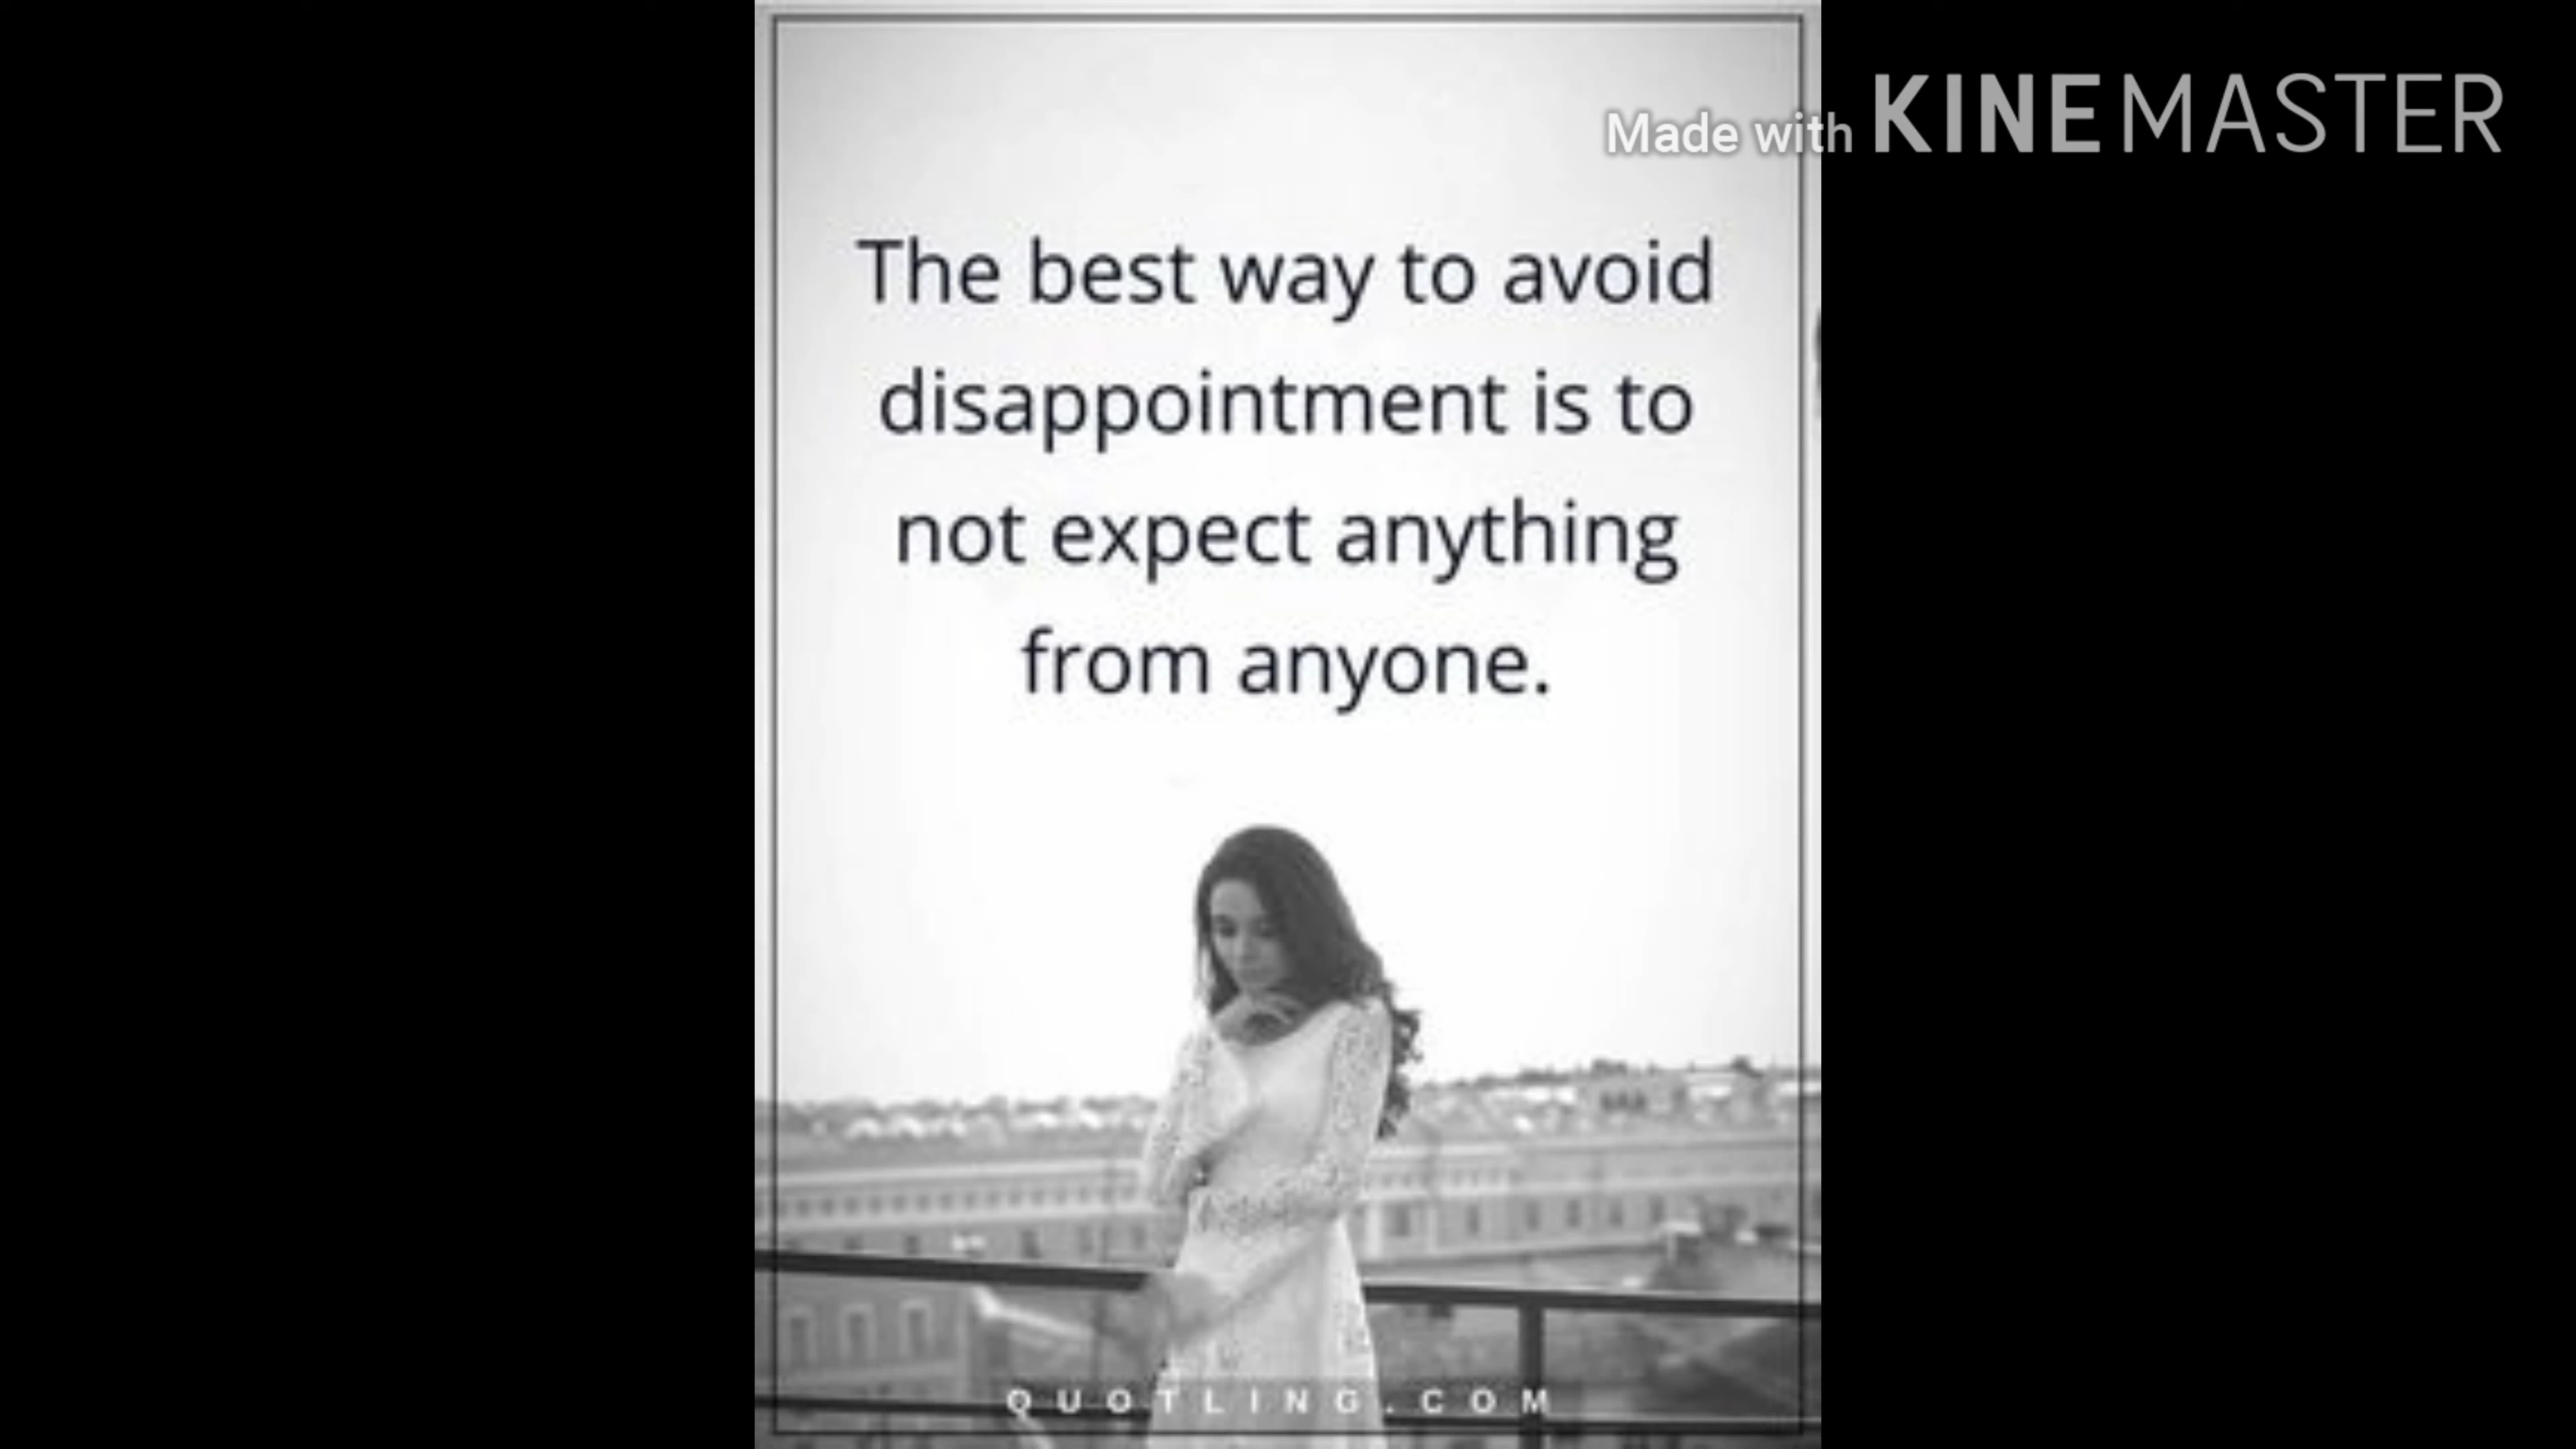 Made with KINEMASTER
The best way to avoid
disappointment is to
not expect anything
from anyone.
QUOTLING.COM